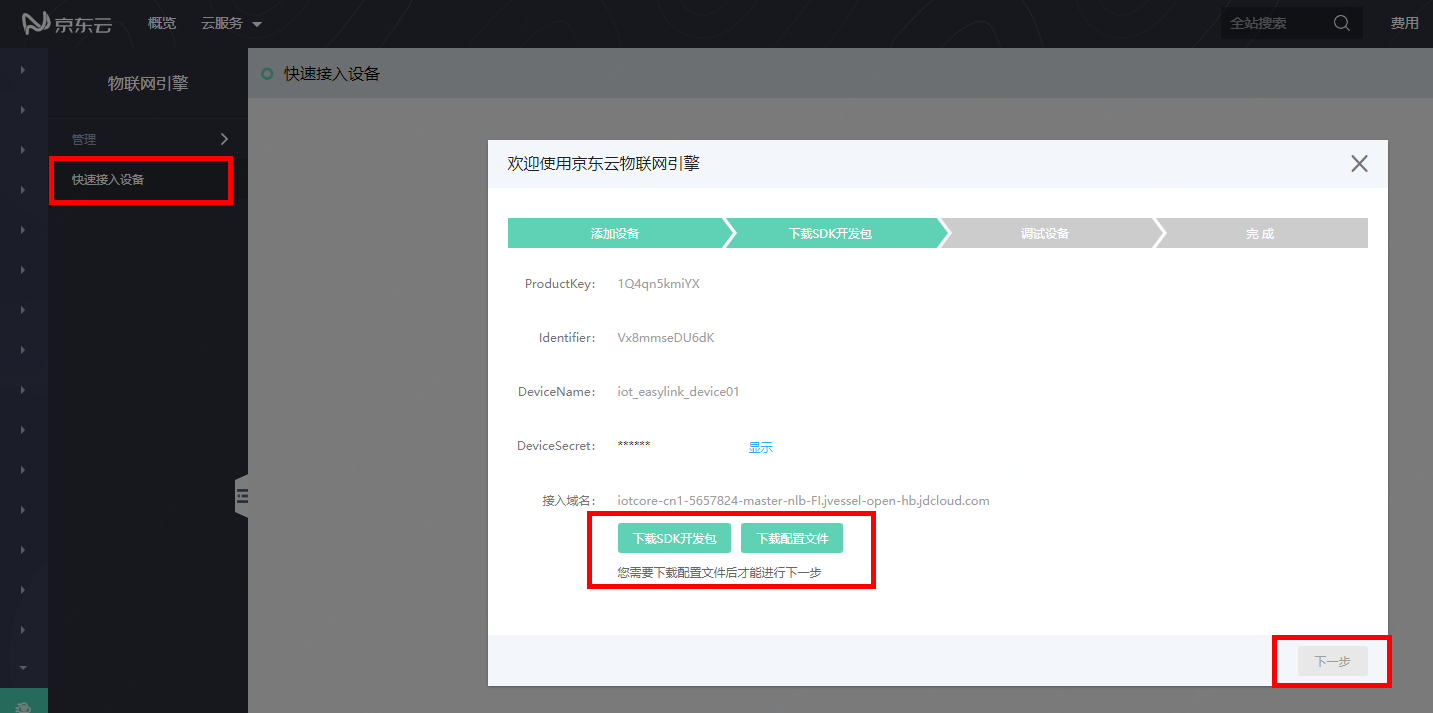 京东云 概览 云服务 全站搜索 费用
物联网引擎
管理
快速接入设备
快速接入设备
欢迎使用京东云物联网引擎
添加设备 下载SDK开发包 调试设备 完成
ProductKey: 1Q4qn5kmiYX
Identifier: Vx8mmseDU6dK
DeviceName: iot_easylink_device01
DeviceSecret: ****** 显示
接入域名: iotcore-cn1-5657824-master-nlb-FI.jvessel-open-hb.jdcloud.com
下载SDK开发包 下载配置文件
您需要下载配置文件后才能进行下一步
下一步